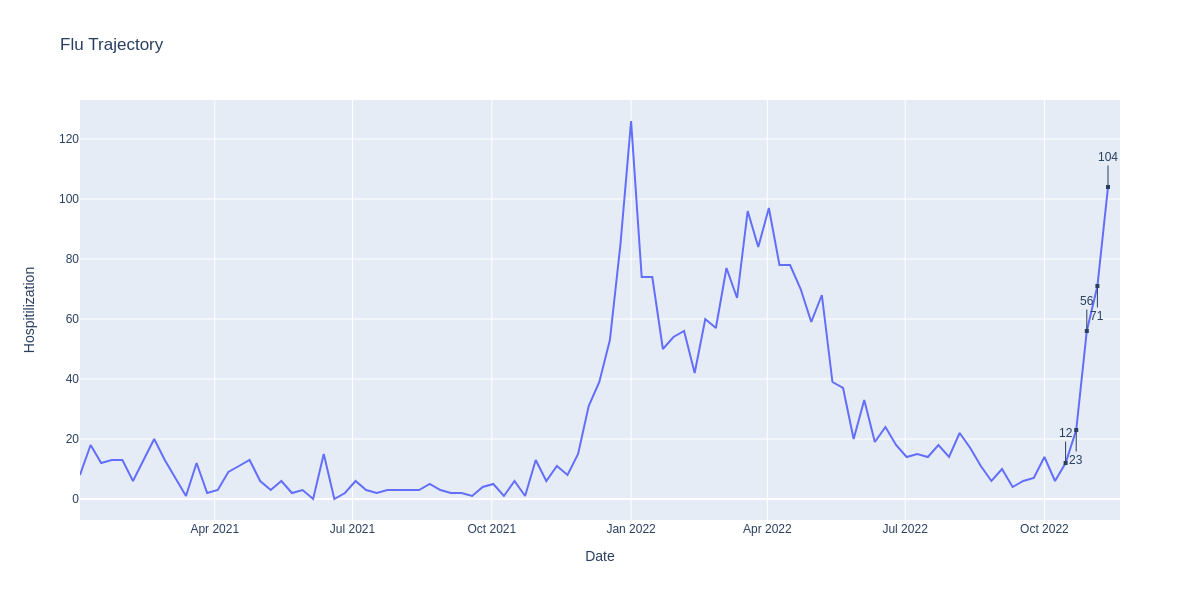 Flu Trajectory
Hospitilization
120
100
80
60
40
20
0
104
56
71
12
23
Apr 2021
Jul 2021
Oct 2021
Jan 2022
Apr 2022
Jul 2022
Oct 2022
Date